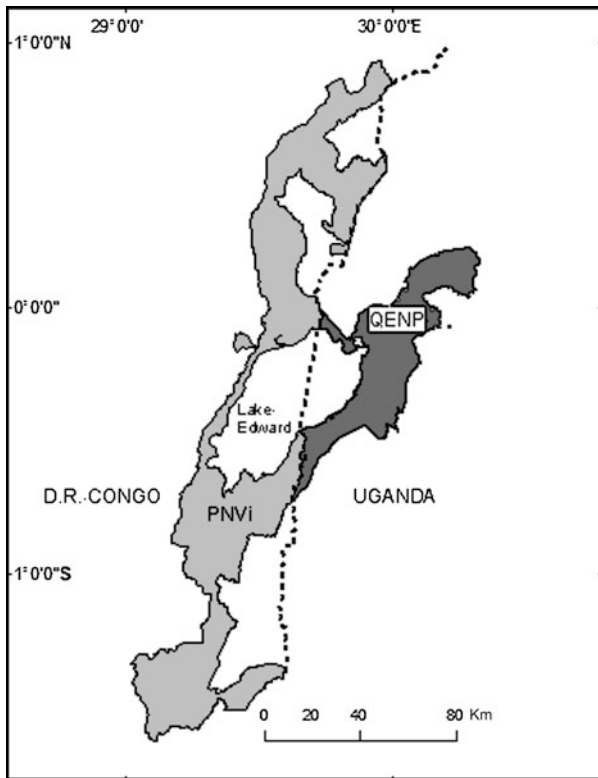 29°0'0'
30°0'0"E
1°0'0"N
0°0'0"
QENP
Lake-
Edward
D.R.-CONGO
PNVi
UGANDA
1°0'0"S
0 20 40 80 Km